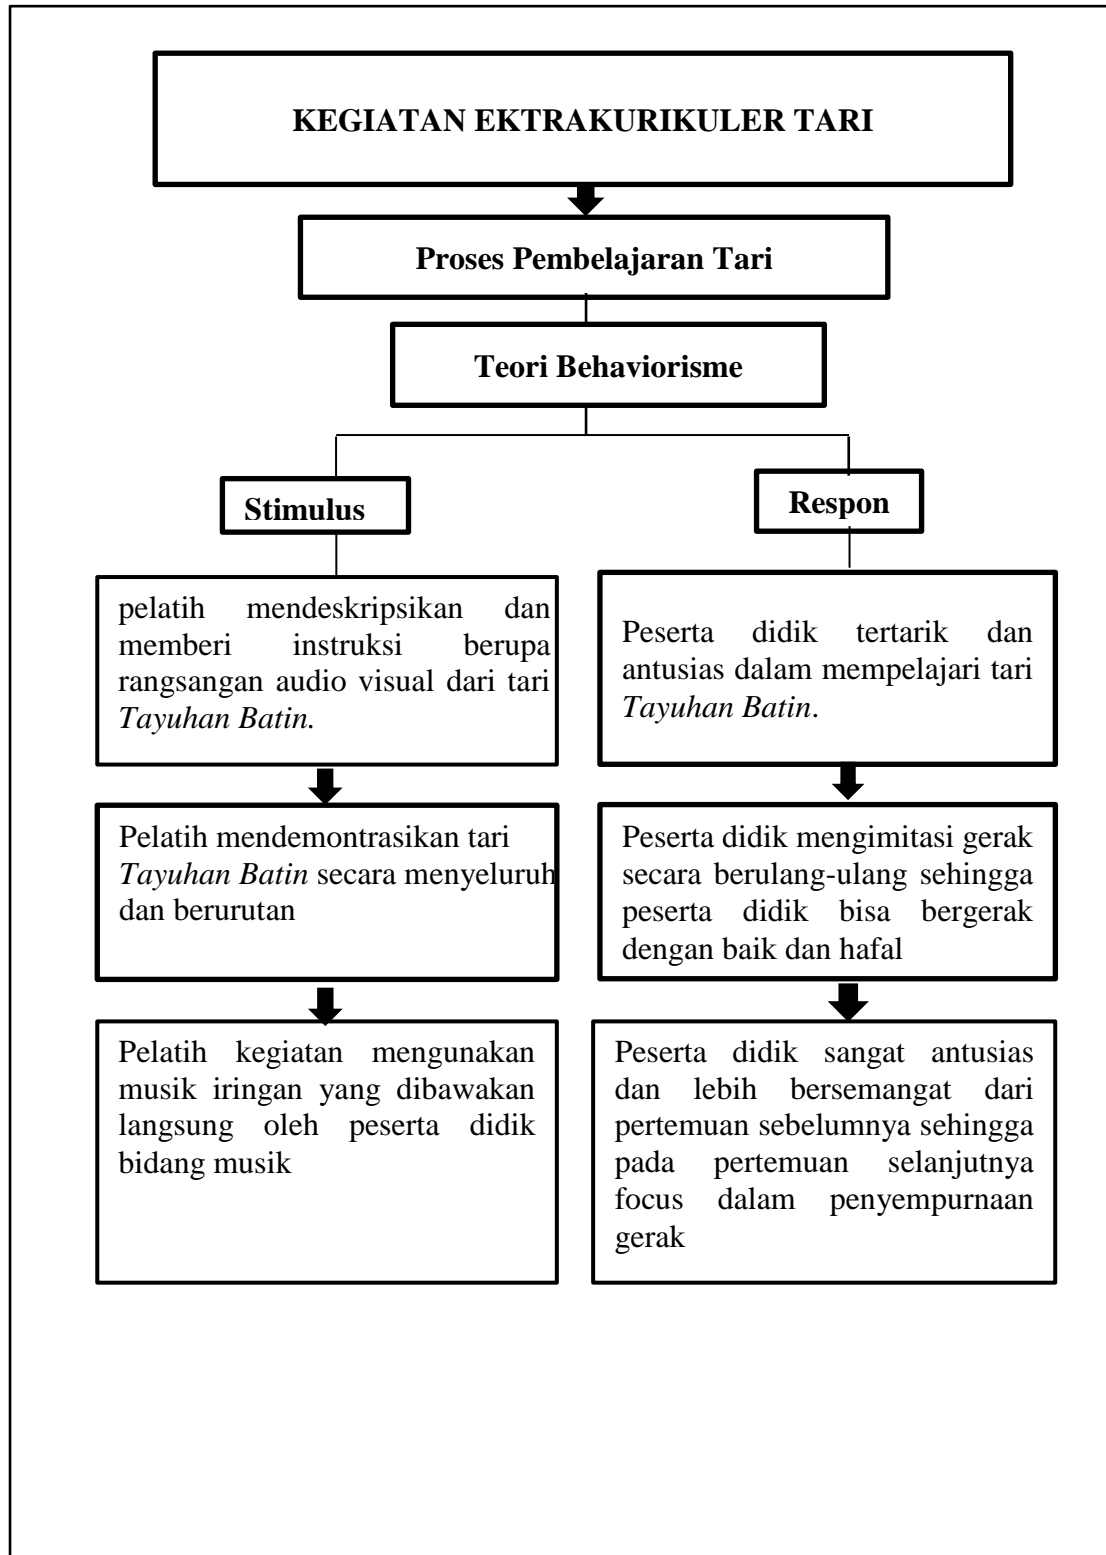 KEGIATAN EKTRAKURIKULER TARI
Proses Pembelajaran Tari
Teori Behaviorisme
Stimulus
Respon
pelatih mendeskripsikan dan
memberi instruksi berupa
rangsangan audio visual dari tari
Tayuhan Batin.
Peserta didik tertarik dan
antusias dalam mempelajari tari
Tayuhan Batin.
Pelatih mendemontrasikan tari
Tayuhan Batin secara menyeluruh
dan berurutan
Peserta didik mengimitasi gerak
secara berulang-ulang sehingga
peserta didik bisa bergerak
dengan baik dan hafal
Pelatih kegiatan mengunakan
musik iringan yang dibawakan
langsung oleh peserta didik
bidang musik
Peserta didik sangat antusias
dan lebih bersemangat dari
pertemuan sebelumnya sehingga
pada pertemuan selanjutnya
focus dalam penyempurnaan
gerak